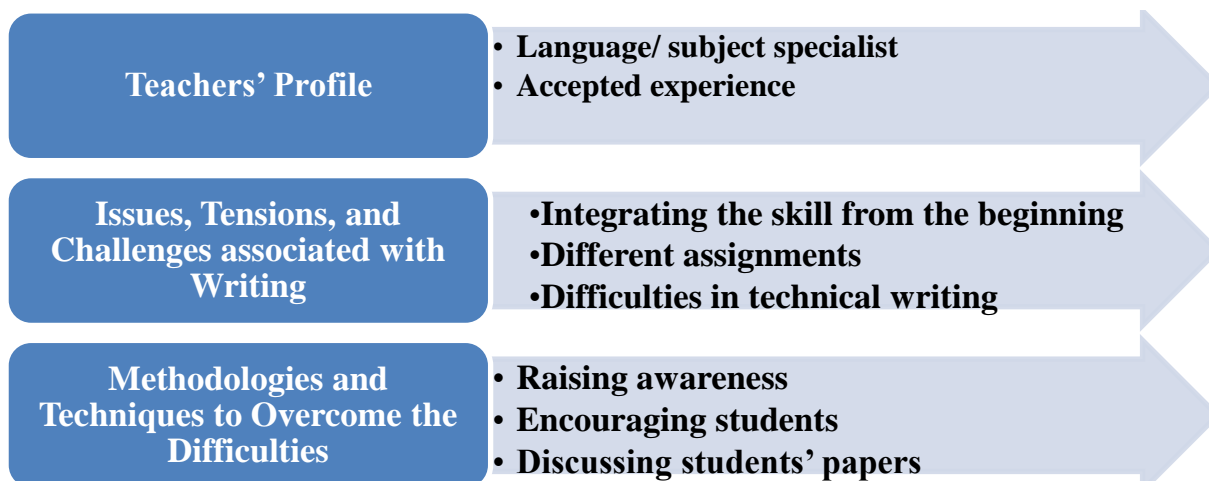 Teachers’ Profile
• Language/ subject specialist
• Accepted experience
Issues, Tensions, and
Challenges associated with
Writing
•Integrating the skill from the beginning
•Different assignments
•Difficulties in technical writing
Methodologies and
Techniques to Overcome the
Difficulties
• Raising awareness
• Encouraging students
• Discussing students’ papers